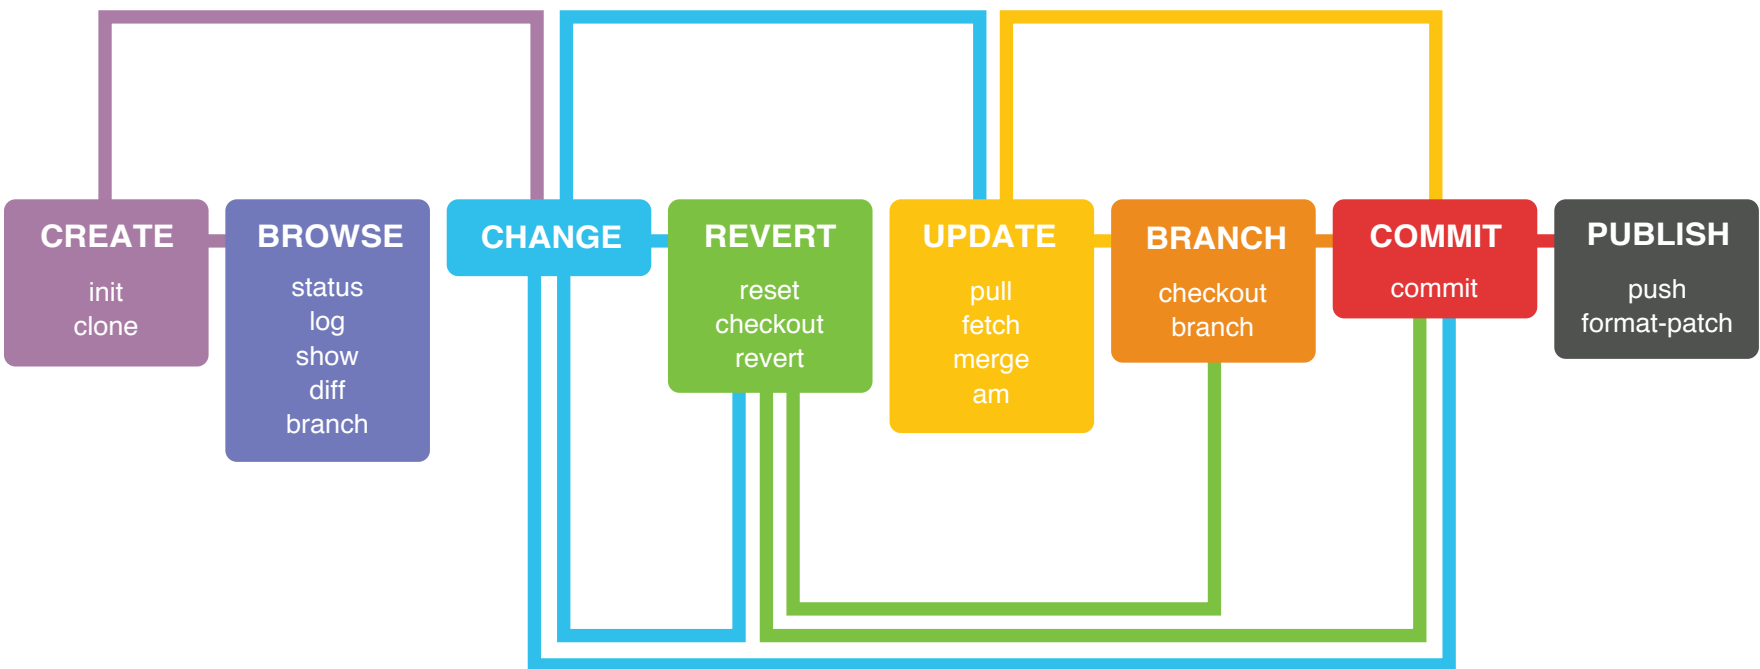 CREATE
init
clone
BROWSE
status
log
show
diff
branch
CHANGE
REVERT
reset
checkout
revert
UPDATE
pull
fetch
merge
am
BRANCH
checkout
branch
COMMIT
commit
PUBLISH
push
format-patch